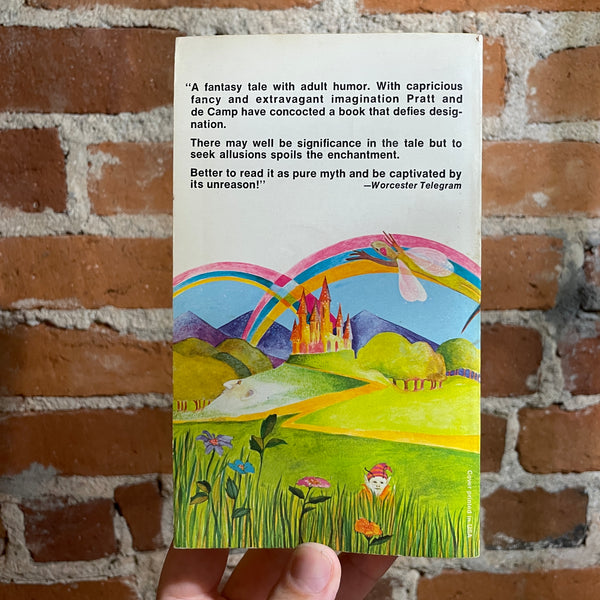 "A fantasy tale with adult humor. With capricious
fancy and extravagant imagination Pratt and
de Camp have concocted a book that defies desig-
nation.
There may well be significance in the tale but to
seek allusions spoils the enchantment.
Better to read it as pure myth and be captivated by
its unreason!" —Worcester Telegram
Cover printed in USA